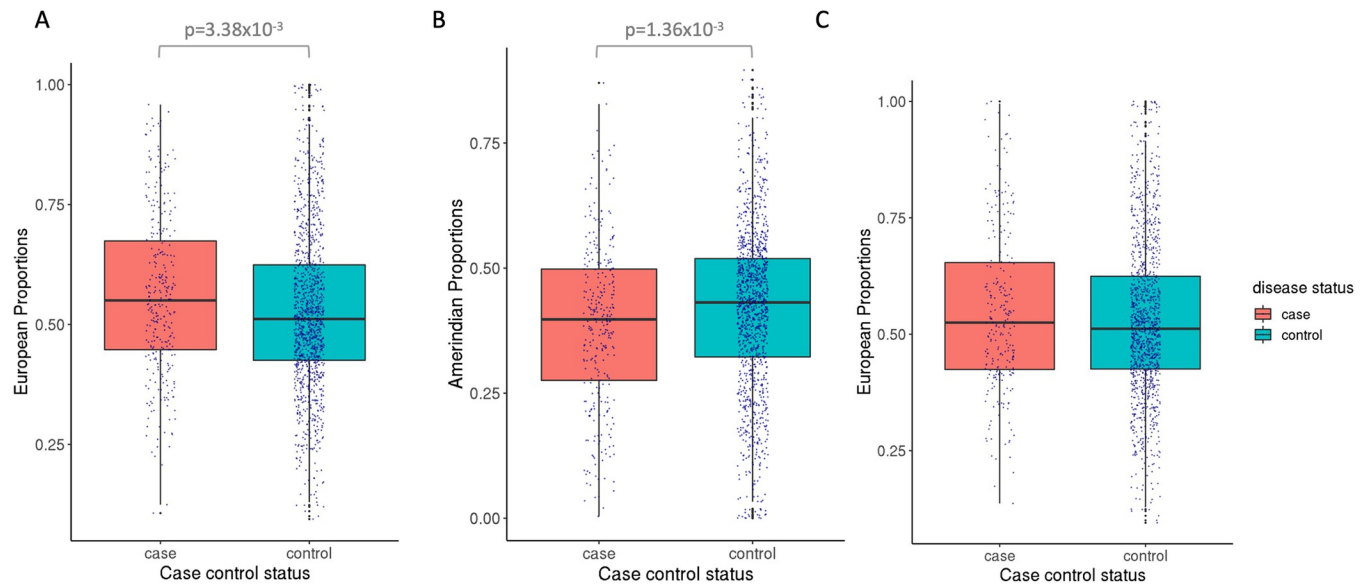 A
p=3.38x10⁻³
European Proportions
1.00
0.75
0.50
0.25
case
control
Case control status
B
p=1.36x10⁻³
Amerindian Proportions
0.75
0.50
0.25
0.00
case
control
Case control status
C
European Proportions
1.00
0.75
0.50
0.25
case
control
Case control status
disease status
case
control